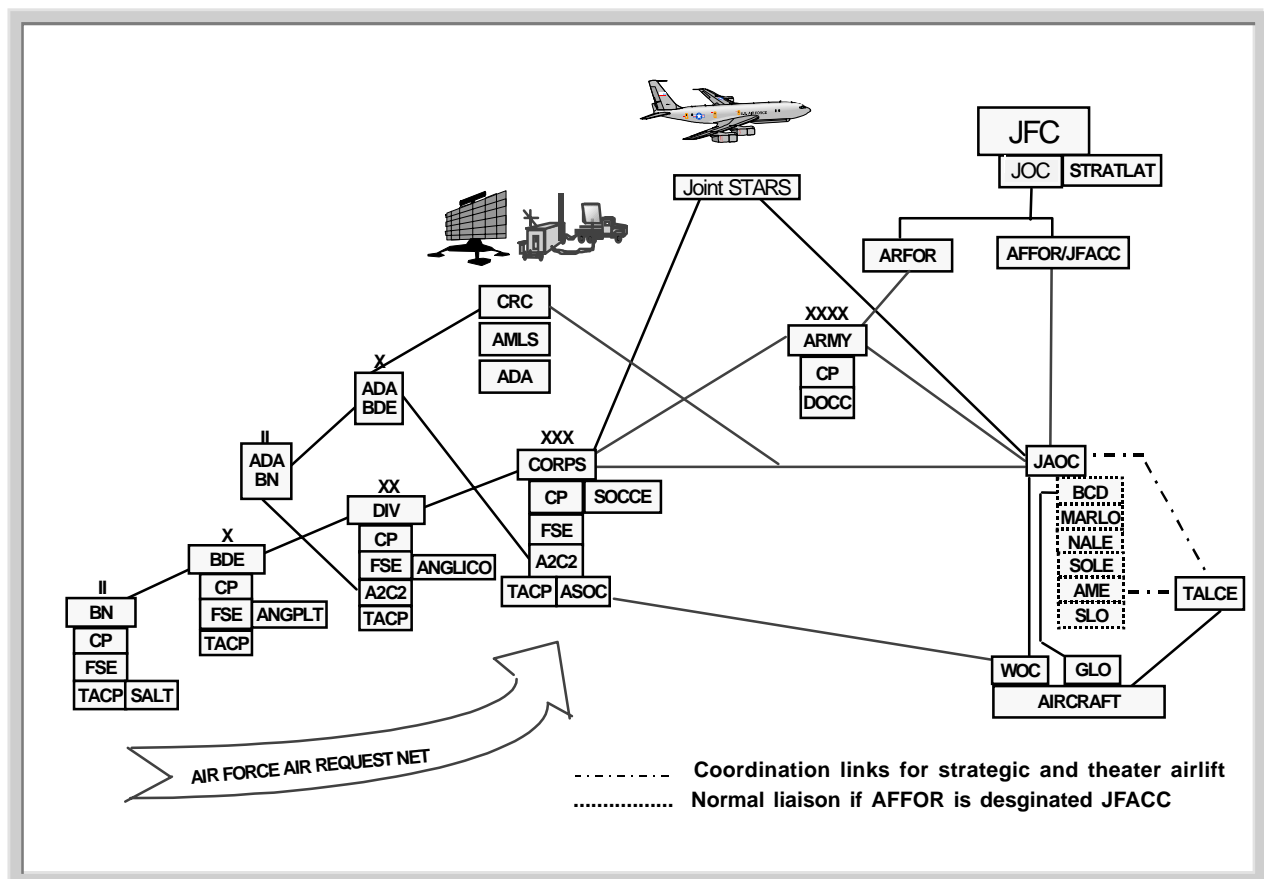 JFC
JOC
STRATLAT
Joint STARS
ARFOR
AFFOR/JFACC
CRC
AMLS
ADA
XXXX
ARMY
CP
DOCC
X
ADA
BDE
II
ADA
BN
XXX
CORPS
CP
SOCCE
FSE
A2C2
TACP
ASOC
XX
DIV
CP
FSE
ANGLICO
A2C2
TACP
X
BDE
CP
FSE
ANGPLT
TACP
II
BN
CP
FSE
TACP
SALT
JAOC
BCD
MARLO
NALE
SOLE
AME
SLO
TALCE
WOC
GLO
AIRCRAFT
AIR FORCE AIR REQUEST NET
Coordination links for strategic and theater airlift
Normal liaison if AFFOR is desginated JFACC